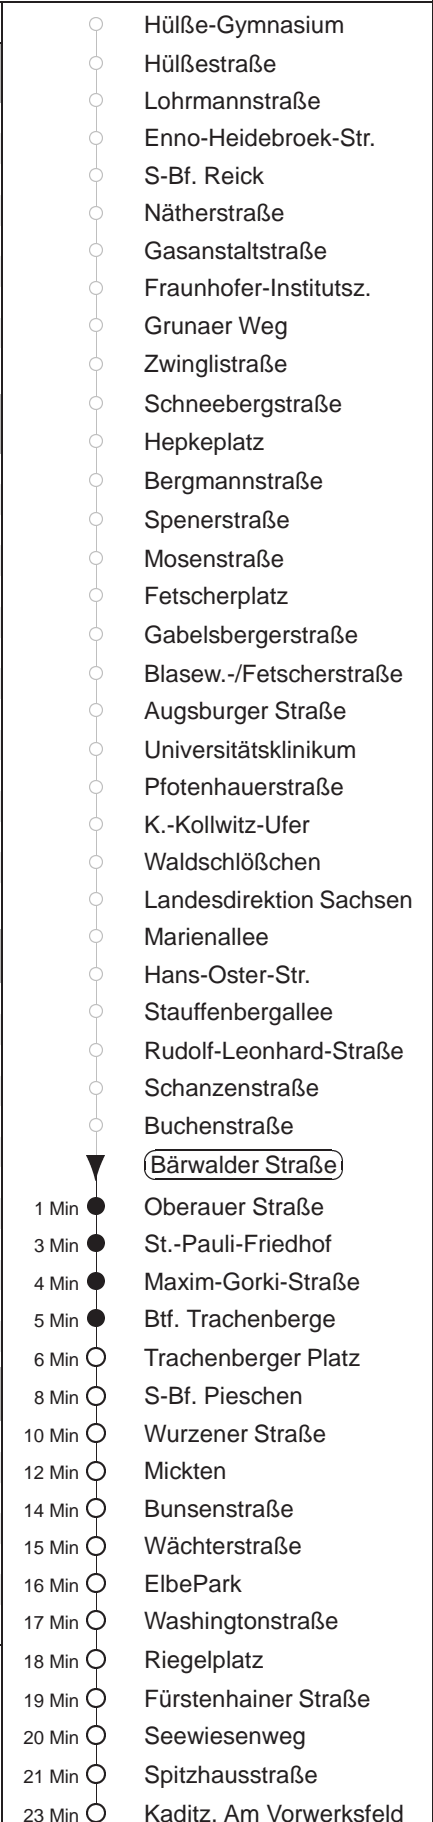 Hülße-Gymnasium
Hülßestraße
Lohrmannstraße
Enno-Heidebroek-Str.
S-Bf. Reick
Nätherstraße
Gasanstaltstraße
Fraunhofer-Institutsz.
Grunaer Weg
Zwinglistraße
Schneebergstraße
Hepkeplatz
Bergmannstraße
Spenerstraße
Mosenstraße
Fetscherplatz
Gabelsbergerstraße
Blasew.-/Fetscherstraße
Augsburger Straße
Universitätsklinikum
Pfotenhauerstraße
K.-Kollwitz-Ufer
Waldschlößchen
Landesdirektion Sachsen
Marienallee
Hans-Oster-Str.
Stauffenbergallee
Rudolf-Leonhard-Straße
Schanzenstraße
Buchenstraße
Bärwalder Straße
1 Min Oberauer Straße
3 Min St.-Pauli-Friedhof
4 Min Maxim-Gorki-Straße
5 Min Btf. Trachenberge
6 Min Trachenberger Platz
8 Min S-Bf. Pieschen
10 Min Wurzener Straße
12 Min Mickten
14 Min Bunsenstraße
15 Min Wächterstraße
16 Min ElbePark
17 Min Washingtonstraße
18 Min Riegelplatz
19 Min Fürstenhainer Straße
20 Min Seewiesenweg
21 Min Spitzhausstraße
23 Min Kaditz, Am Vorwerksfeld